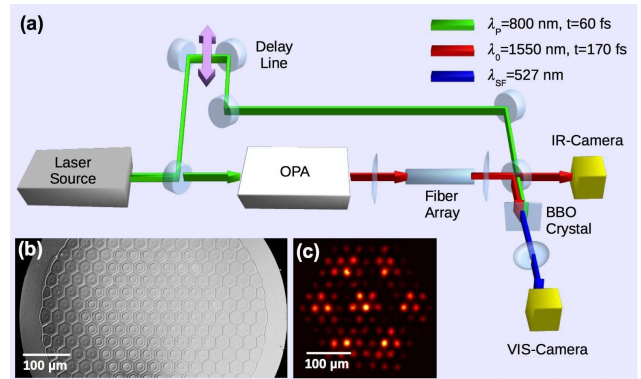 (a)
Delay
Line
λP=800 nm, t=60 fs
λ0=1550 nm, t=170 fs
λSF=527 nm
Laser
Source
OPA
Fiber
Array
IR-Camera
BBO
Crystal
VIS-Camera
(b)
100 µm
(c)
100 µm